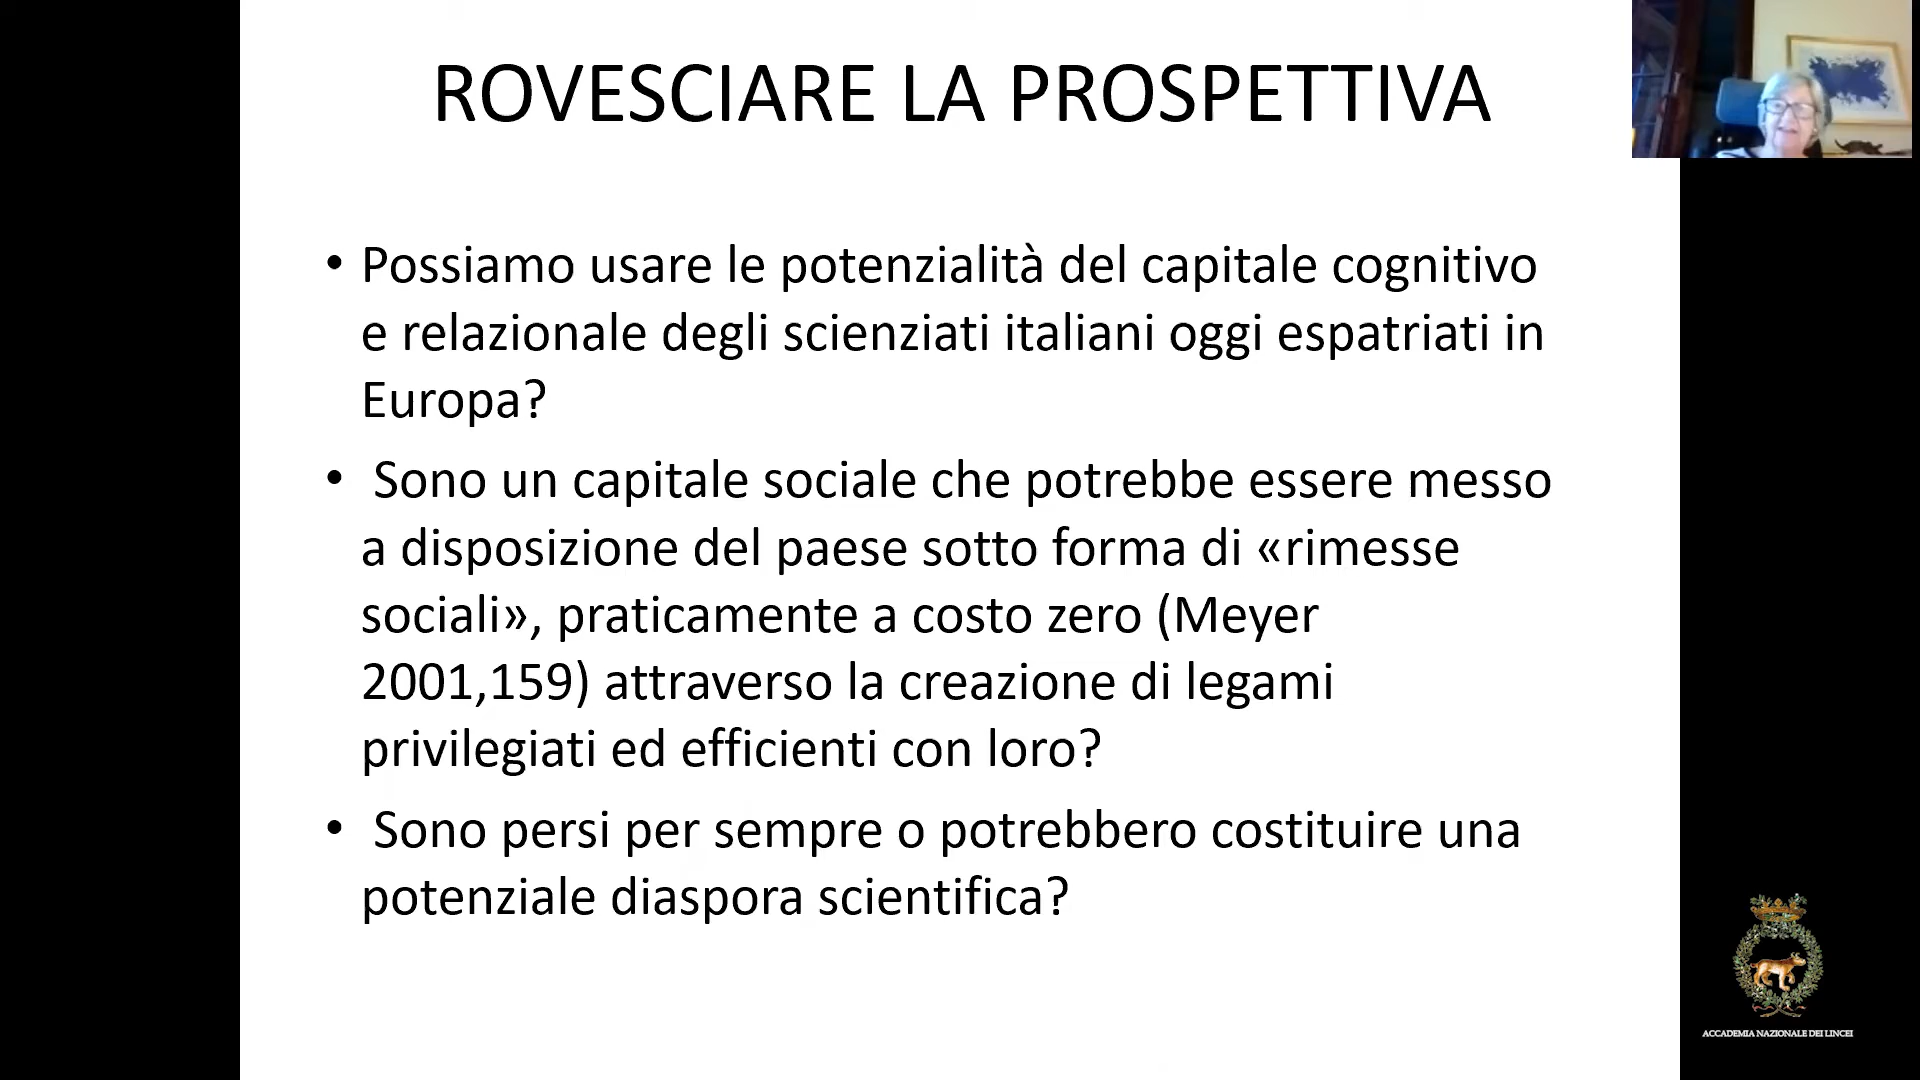 ROVESCIARE LA PROSPETTIVA
• Possiamo usare le potenzialità del capitale cognitivo
e relazionale degli scienziati italiani oggi espatriati in
Europa?
• Sono un capitale sociale che potrebbe essere messo
a disposizione del paese sotto forma di «rimesse
sociali», praticamente a costo zero (Meyer
2001,159) attraverso la creazione di legami
privilegiati ed efficienti con loro?
• Sono persi per sempre o potrebbero costituire una
potenziale diaspora scientifica?
ACCADEMIA NAZIONALE DEI LINCEI